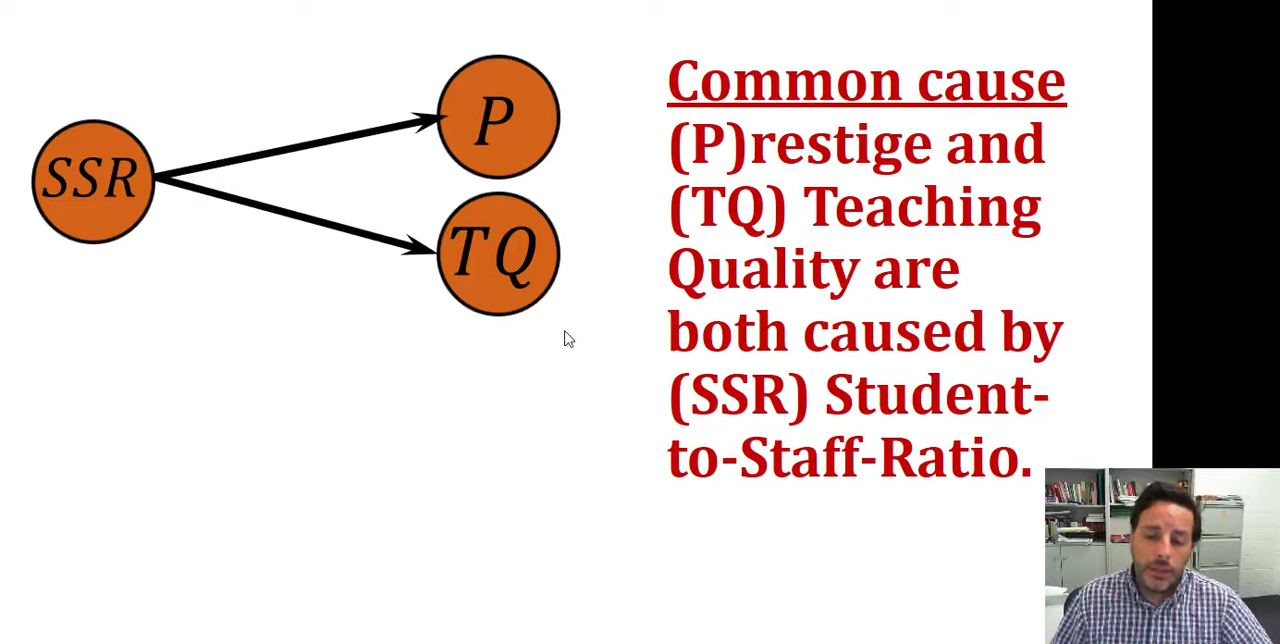 P
SSR
TQ
Common cause
(P)restige and
(TQ) Teaching
Quality are
both caused by
(SSR) Student-
to-Staff-Ratio.